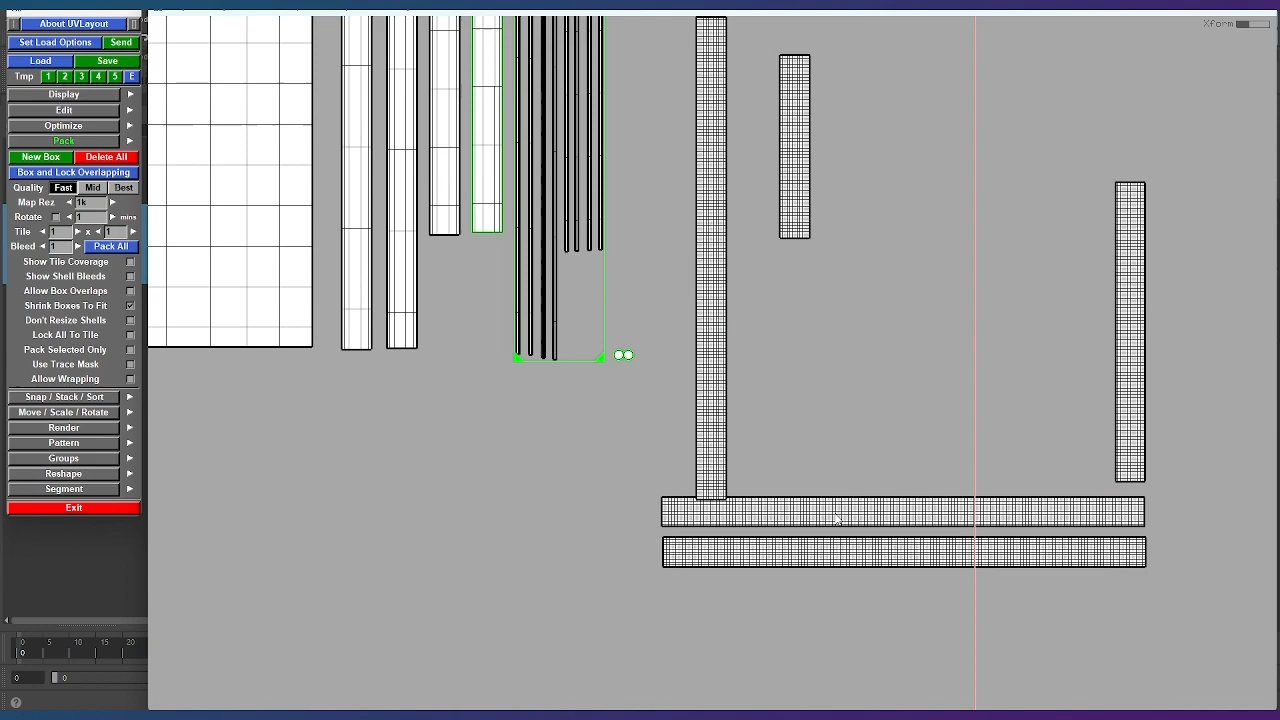 About UVLayout
Set Load Options Send
Load Save
Tmp 1 2 3 4 5 E
Display
Edit
Optimize
Pack
New Box Delete All
Box and Lock Overlapping
Quality Fast Mid Best
Map Rez 1k
Rotate 1 mins
Tile 1 x 1
Bleed 1 Pack All
Show Tile Coverage
Show Shell Bleeds
Allow Box Overlaps
Shrink Boxes To Fit
Don't Resize Shells
Lock All To Tile
Pack Selected Only
Use Trace Mask
Allow Wrapping
Snap / Stack / Sort
Move / Scale / Rotate
Render
Pattern
Groups
Reshape
Segment
Exit
0 5 10 15 20
0
0 0
?
Xform